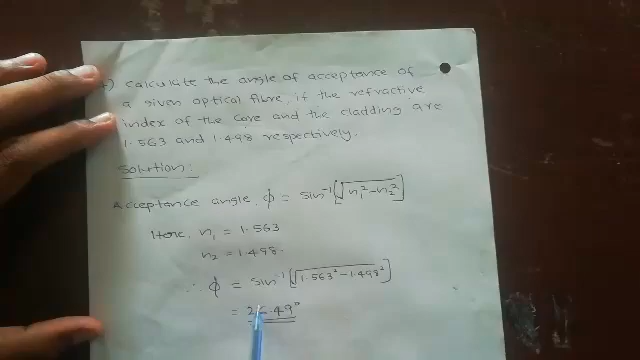 Calculate the angle of acceptance of
a given optical fibre, if the refractive
index of the core and the cladding are
1.563 and 1.498 respectively.
Solution:
Acceptance angle, ϕ = sin⁻¹[√n₁²-n₂²]
Here n₁ = 1.563
n₂ = 1.498.
∴ ϕ = sin⁻¹[√1.563²-1.498²]
=